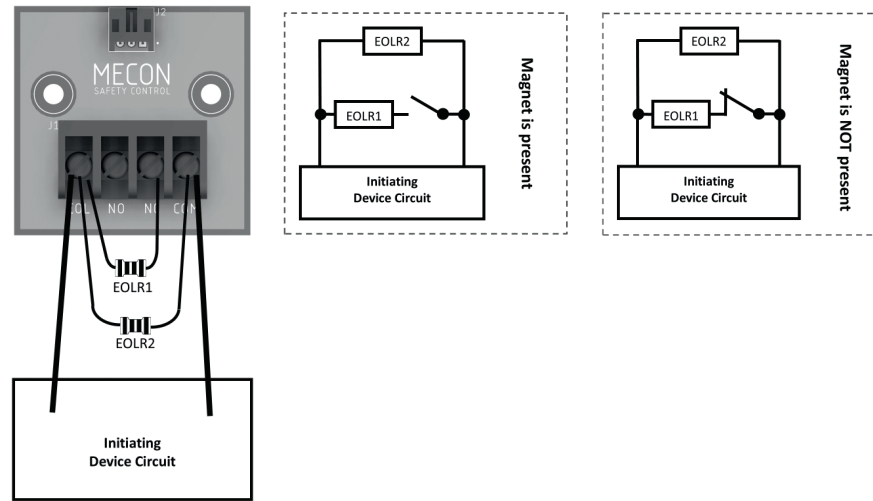 J2
MECON
SAFETY CONTROL
J1
EOL NO NC COM
EOLR1
EOLR2
Initiating
Device Circuit
EOLR2
EOLR1
Initiating
Device Circuit
Magnet is present
EOLR2
EOLR1
Initiating
Device Circuit
Magnet is NOT present